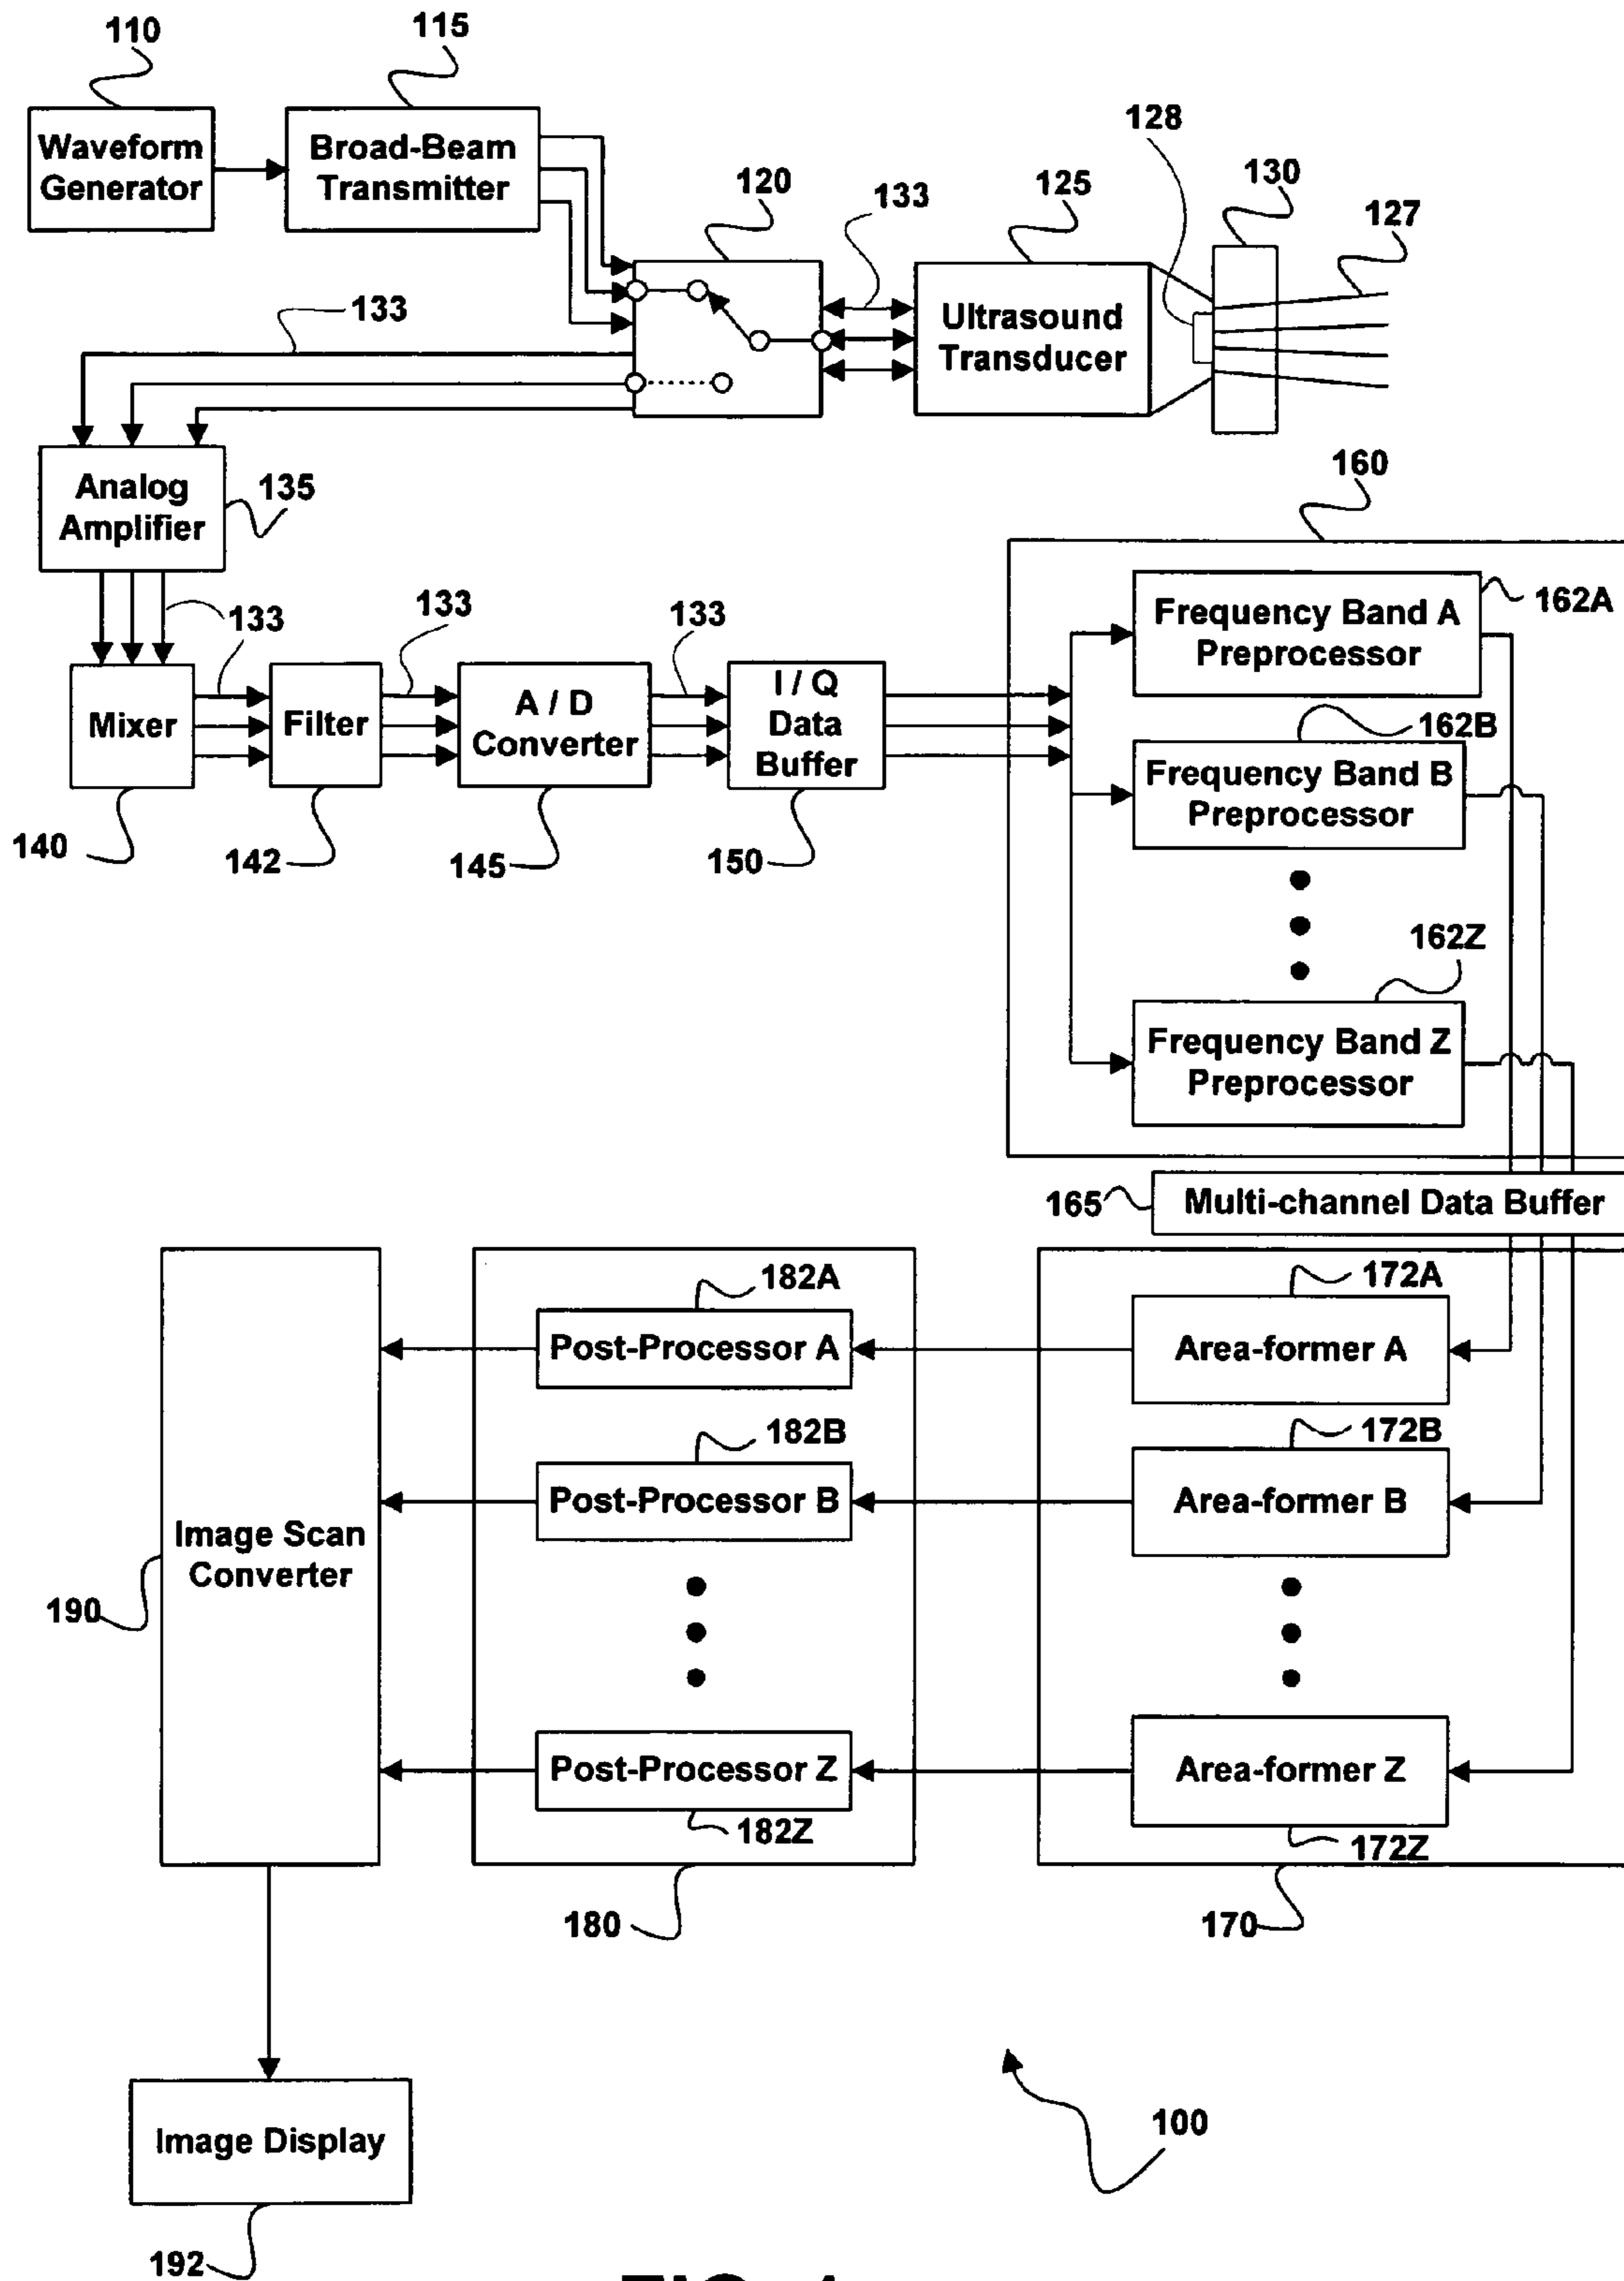 110
115
Waveform
Generator
Broad-Beam
Transmitter
120
133
125
128
130
127
Ultrasound
Transducer
133
Analog
Amplifier
135
160
133
133
133
Mixer
Filter
A / D
Converter
I / Q
Data
Buffer
140
142
145
150
Frequency Band A
Preprocessor
162A
162B
Frequency Band B
Preprocessor
162Z
Frequency Band Z
Preprocessor
165
Multi-channel Data Buffer
182A
172A
Post-Processor A
Area-former A
182B
172B
Post-Processor B
Area-former B
Image Scan
Converter
190
Post-Processor Z
Area-former Z
182Z
172Z
180
170
100
Image Display
192